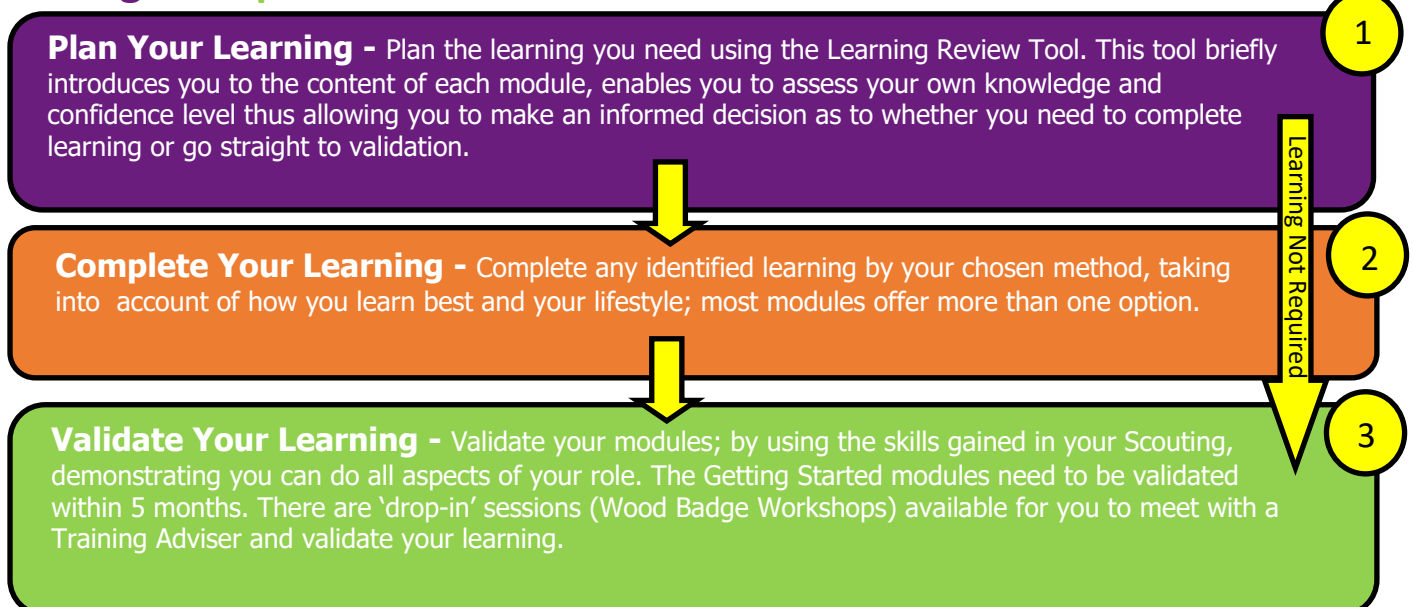 1
Plan Your Learning - Plan the learning you need using the Learning Review Tool. This tool briefly
introduces you to the content of each module, enables you to assess your own knowledge and
confidence level thus allowing you to make an informed decision as to whether you need to complete
learning or go straight to validation.
Learning Not Required
2
Complete Your Learning - Complete any identified learning by your chosen method, taking
into  account of how you learn best and your lifestyle; most modules offer more than one option.
3
Validate Your Learning - Validate your modules; by using the skills gained in your Scouting,
demonstrating you can do all aspects of your role. The Getting Started modules need to be validated
within 5 months. There are ‘drop-in’ sessions (Wood Badge Workshops) available for you to meet with a
Training Adviser and validate your learning.